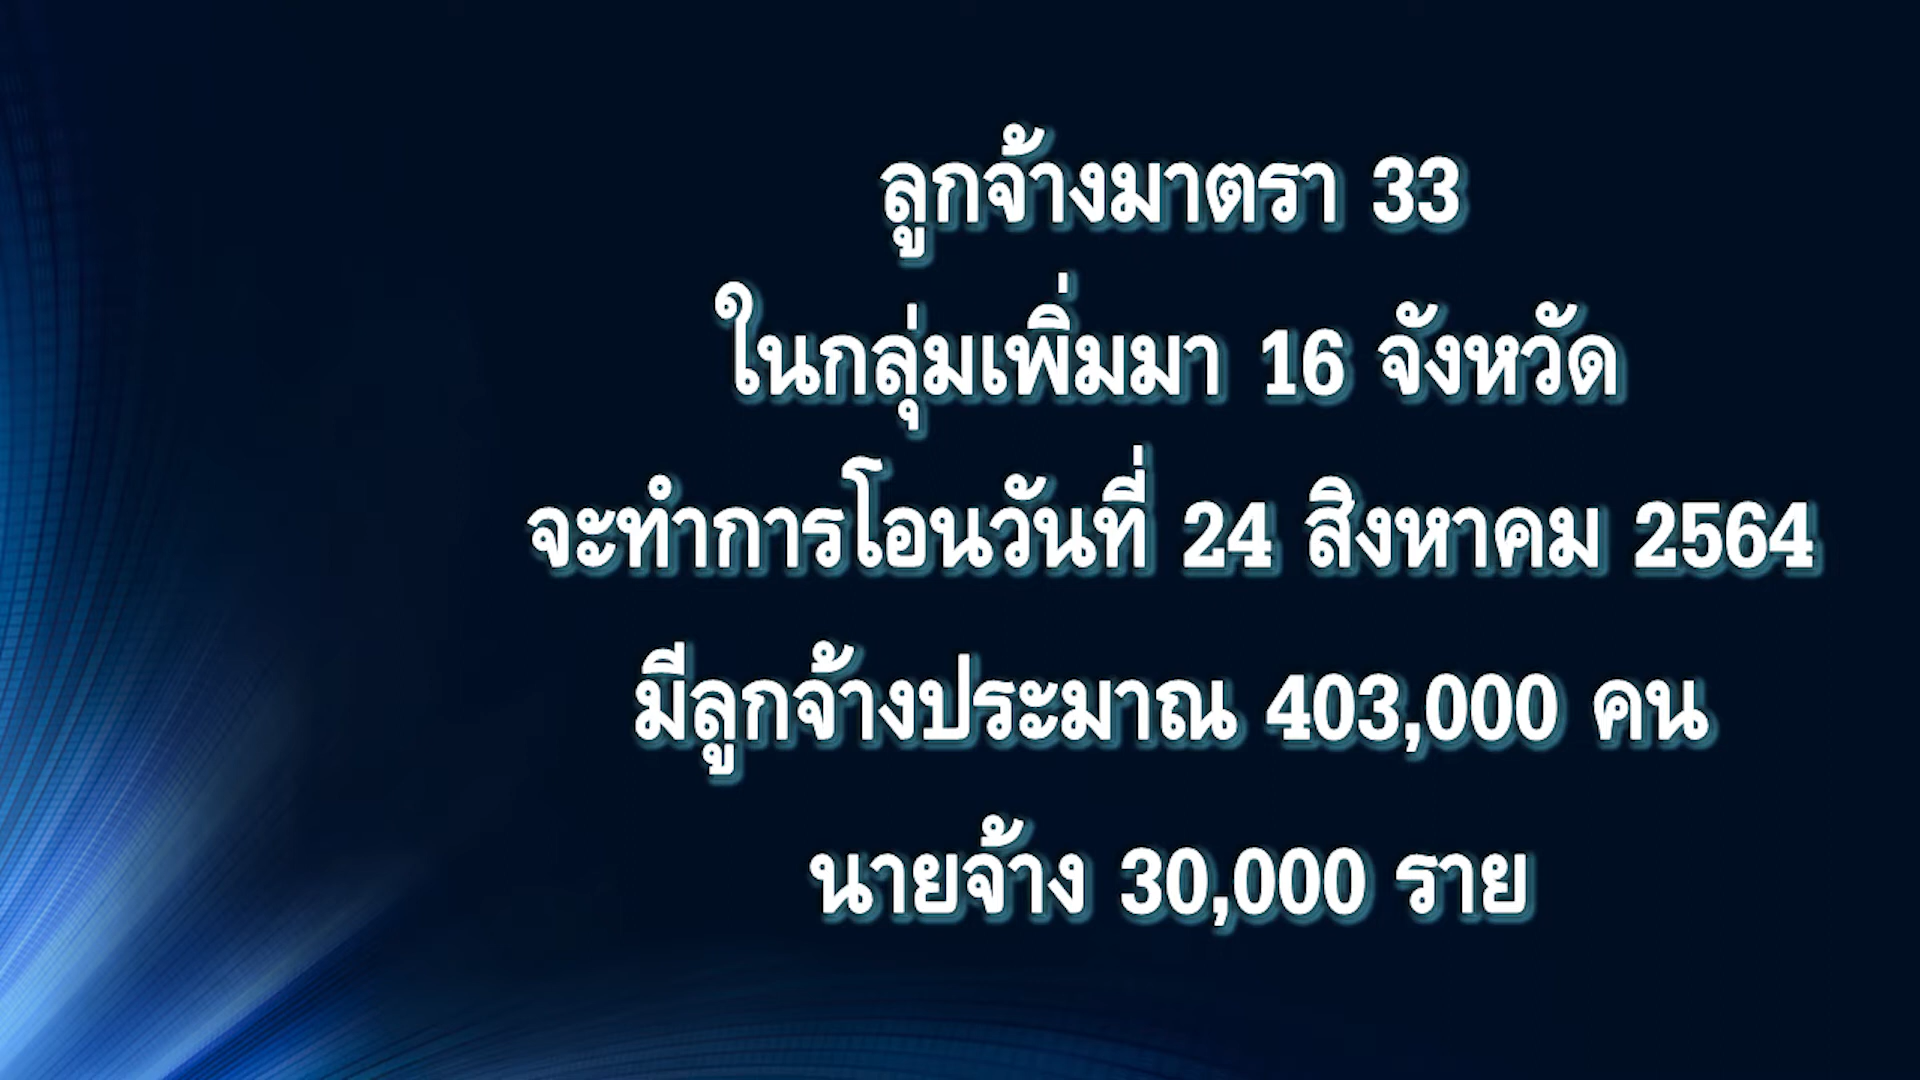 ลูกจ้างมาตรา 33
ในกลุ่มเพิ่มมา 16 จังหวัด
จะทำการโอนวันที่ 24 สิงหาคม 2564
มีลูกจ้างประมาณ 403,000 คน
นายจ้าง 30,000 ราย